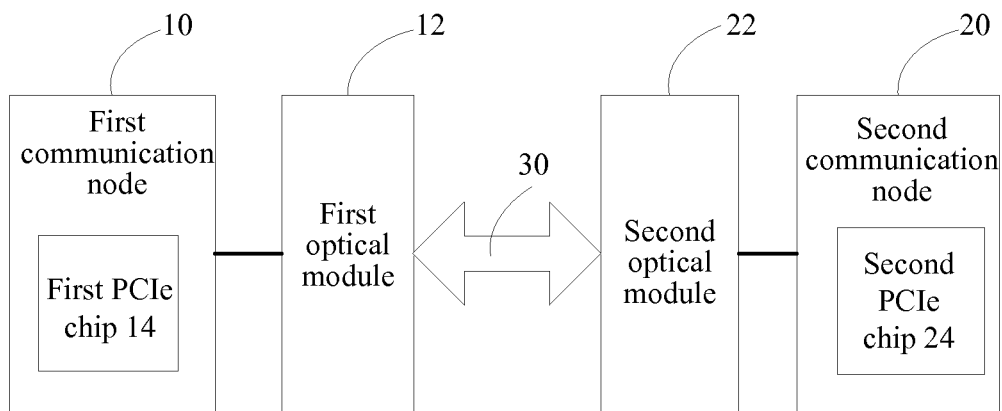 10
12
22
20
First
communication
node
First PCIe
chip 14
First
optical
module
30
Second
optical
module
Second
communication
node
Second
PCIe
chip 24